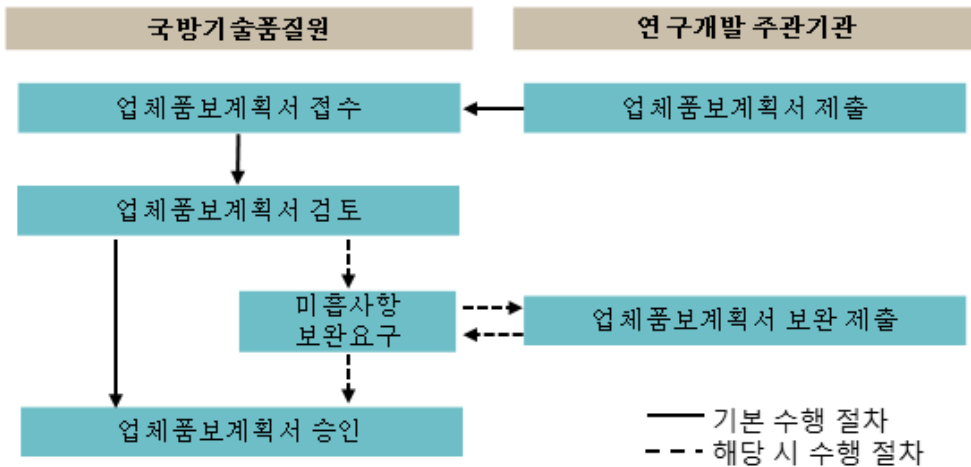 국방기술품질원
연구개발 주관기관
업체품보계획서 접수
업체품보계획서 제출
업체품보계획서 검토
미흡사항
보완요구
업체품보계획서 보완 제출
업체품보계획서 승인
기본 수행 절차
해당 시 수행 절차